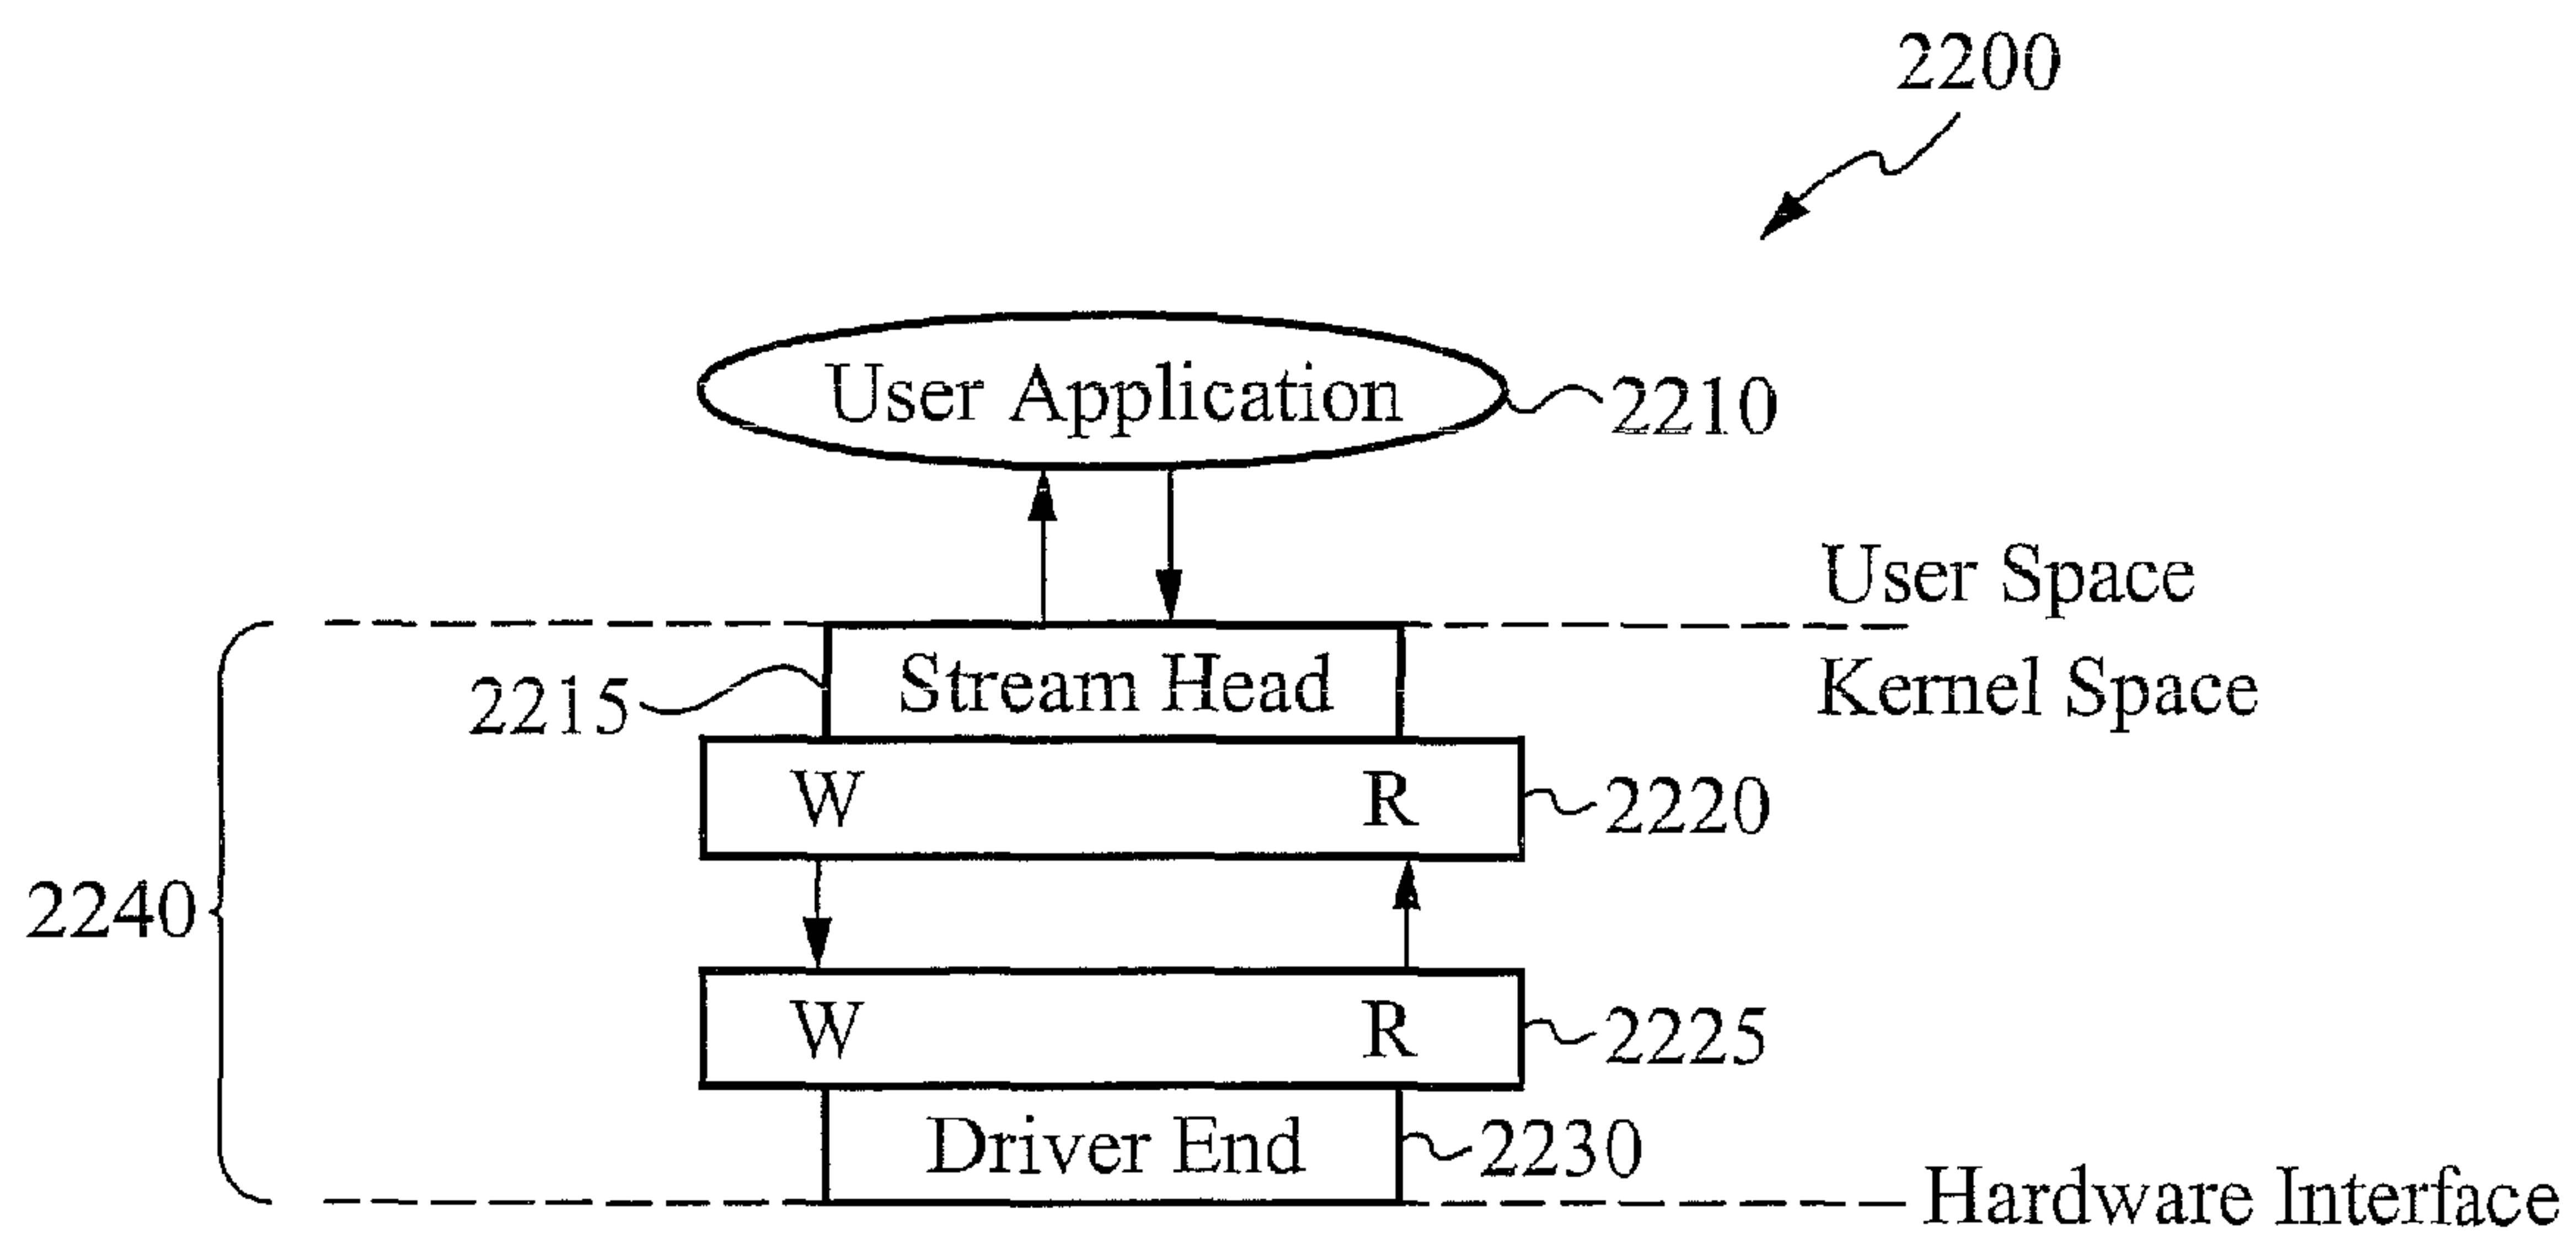 2200
User Application 2210
User Space
2215 Stream Head Kernel Space
W R 2220
2240
W R 2225
Driver End 2230
Hardware Interface